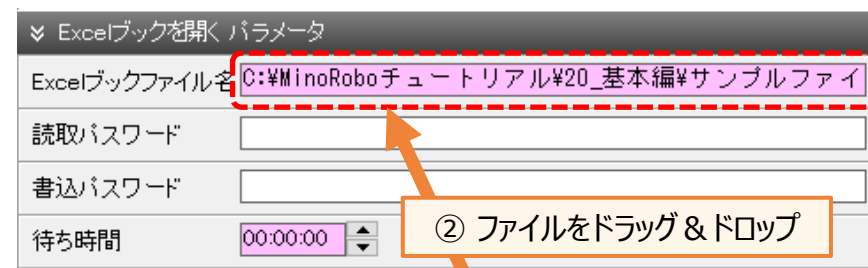 Excelブックを開く パラメータ
Excelブックファイル名 C:¥MinoRoboチュートリアル¥20_基本編¥サンプルファイ
読取パスワード
書込パスワード
待ち時間 00:00:00
② ファイルをドラッグ＆ドロップ